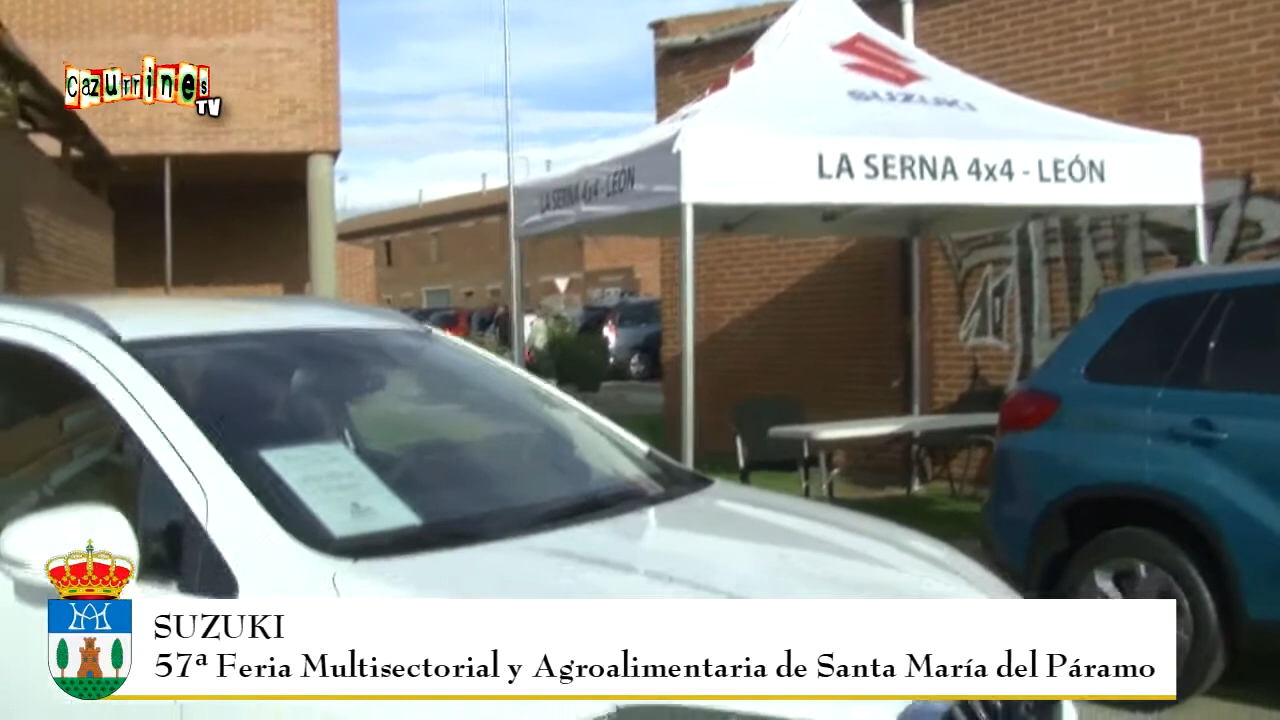 Cazurrines
TV
SUZUKI
LA SERNA 4x4 - LEÓN
LA SERNA 4x4 - LEÓN
SUZUKI
57ª Feria Multisectorial y Agroalimentaria de Santa María del Páramo